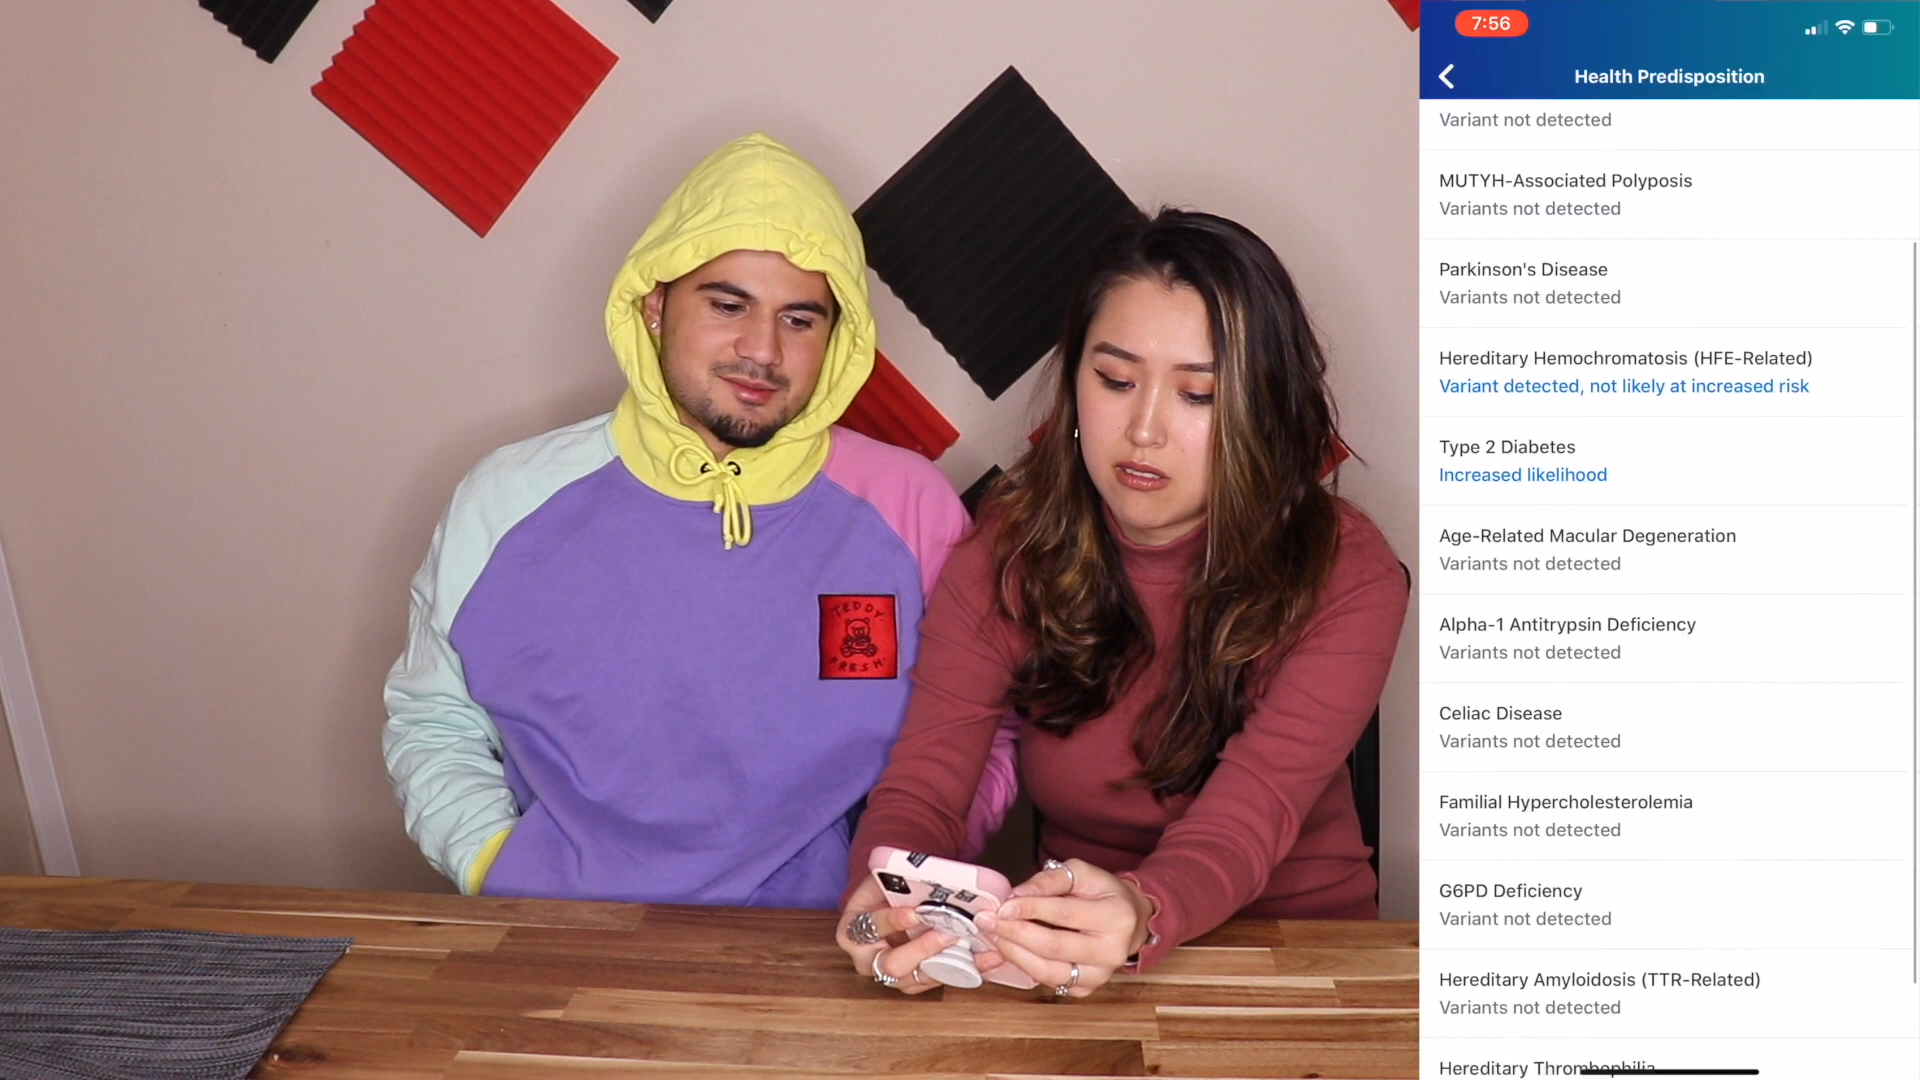 TEDDY
FRESH
7:56
Health Predisposition
Variant not detected
MUTYH-Associated Polyposis
Variants not detected
Parkinson's Disease
Variants not detected
Hereditary Hemochromatosis (HFE-Related)
Variant detected, not likely at increased risk
Type 2 Diabetes
Increased likelihood
Age-Related Macular Degeneration
Variants not detected
Alpha-1 Antitrypsin Deficiency
Variants not detected
Celiac Disease
Variants not detected
Familial Hypercholesterolemia
Variants not detected
G6PD Deficiency
Variant not detected
Hereditary Amyloidosis (TTR-Related)
Variants not detected
Hereditary Thrombophilia